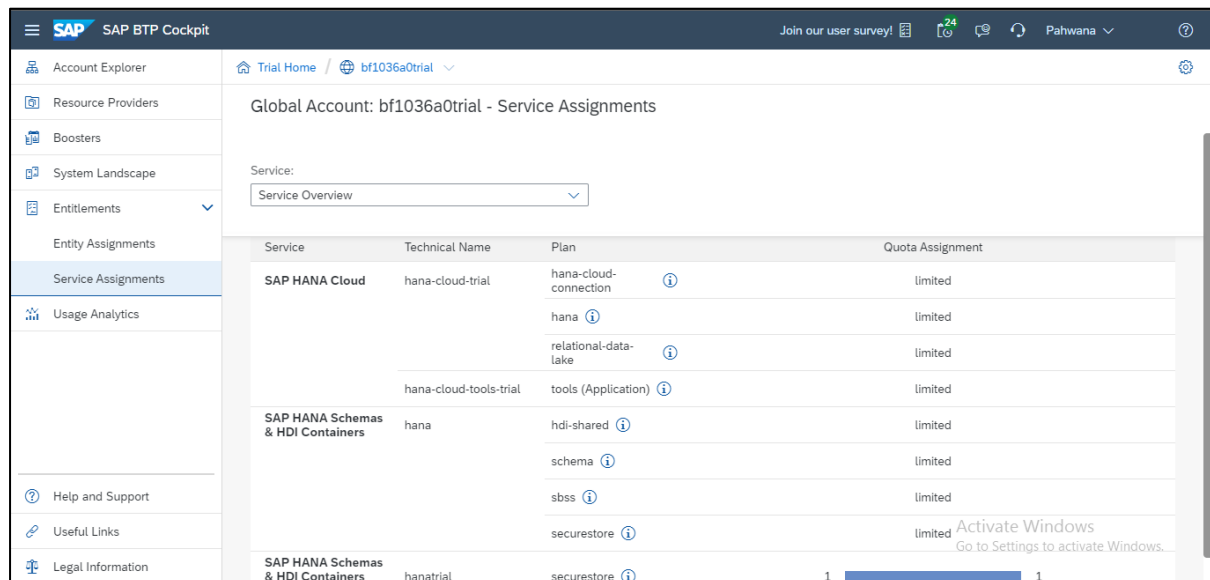 SAP SAP BTP Cockpit Join our user survey! 24 Pahwana
Account Explorer
Resource Providers
Boosters
System Landscape
Entitlements
Entity Assignments
Service Assignments
Usage Analytics
Help and Support
Useful Links
Legal Information
Trial Home / bf1036a0trial
Global Account: bf1036a0trial - Service Assignments
Service:
Service Overview
Service Technical Name Plan Quota Assignment
SAP HANA Cloud hana-cloud-trial hana-cloud-
connection limited
hana limited
relational-data-
lake limited
hana-cloud-tools-trial tools (Application) limited
SAP HANA Schemas
& HDI Containers hana hdi-shared limited
schema limited
sbss limited
securestore limited
Activate Windows
Go to Settings to activate Windows.
SAP HANA Schemas
& HDI Containers hanatrial securestore 1 1